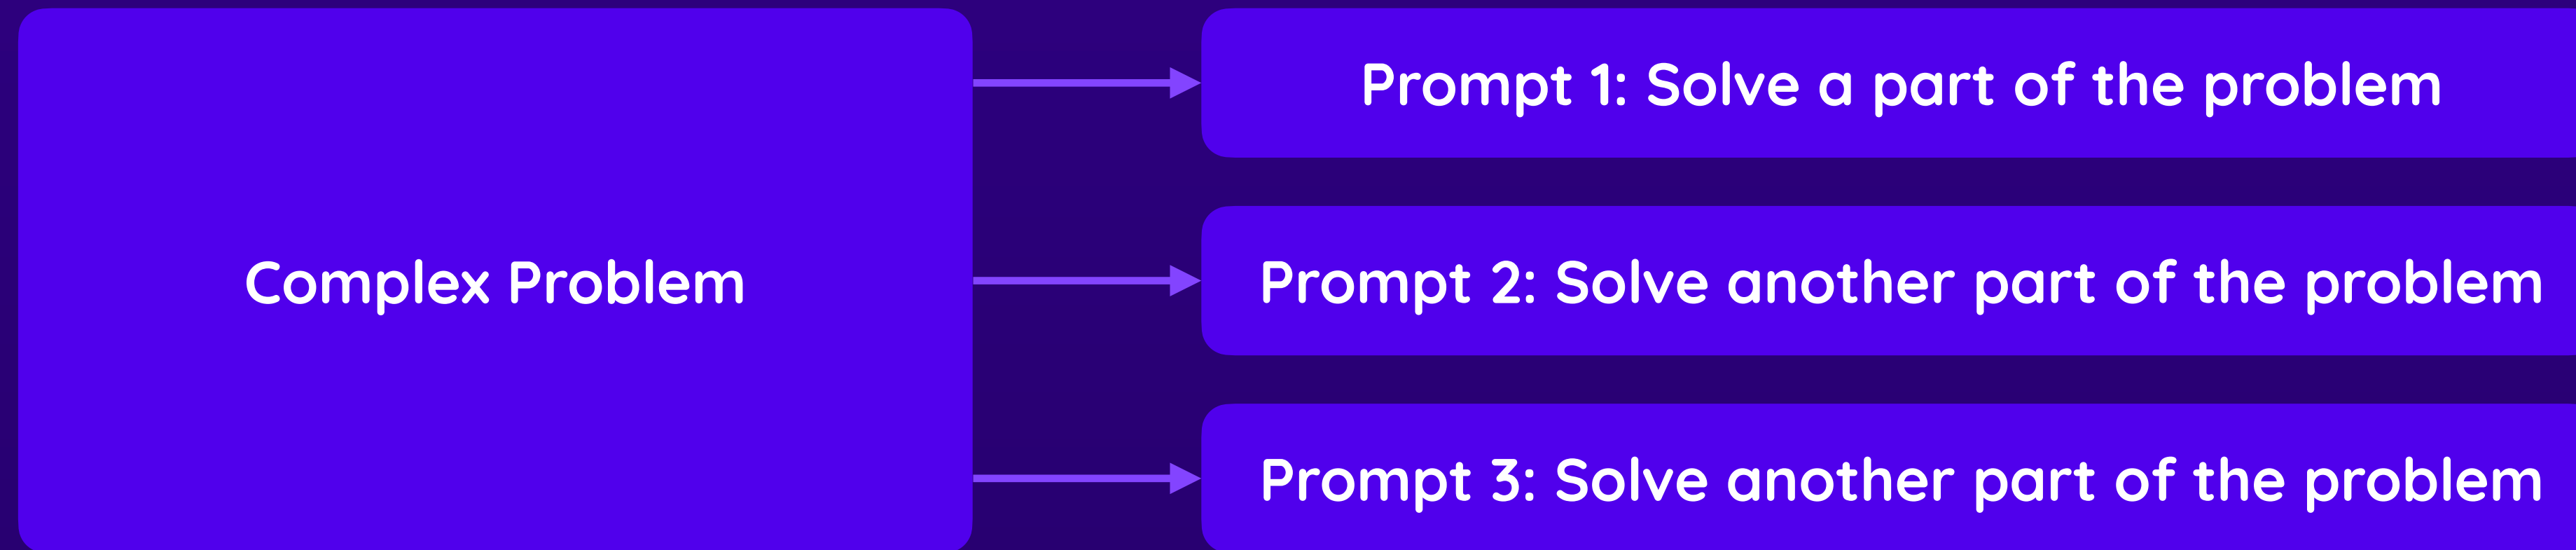 Complex Problem
Prompt 1: Solve a part of the problem
Prompt 2: Solve another part of the problem
Prompt 3: Solve another part of the problem